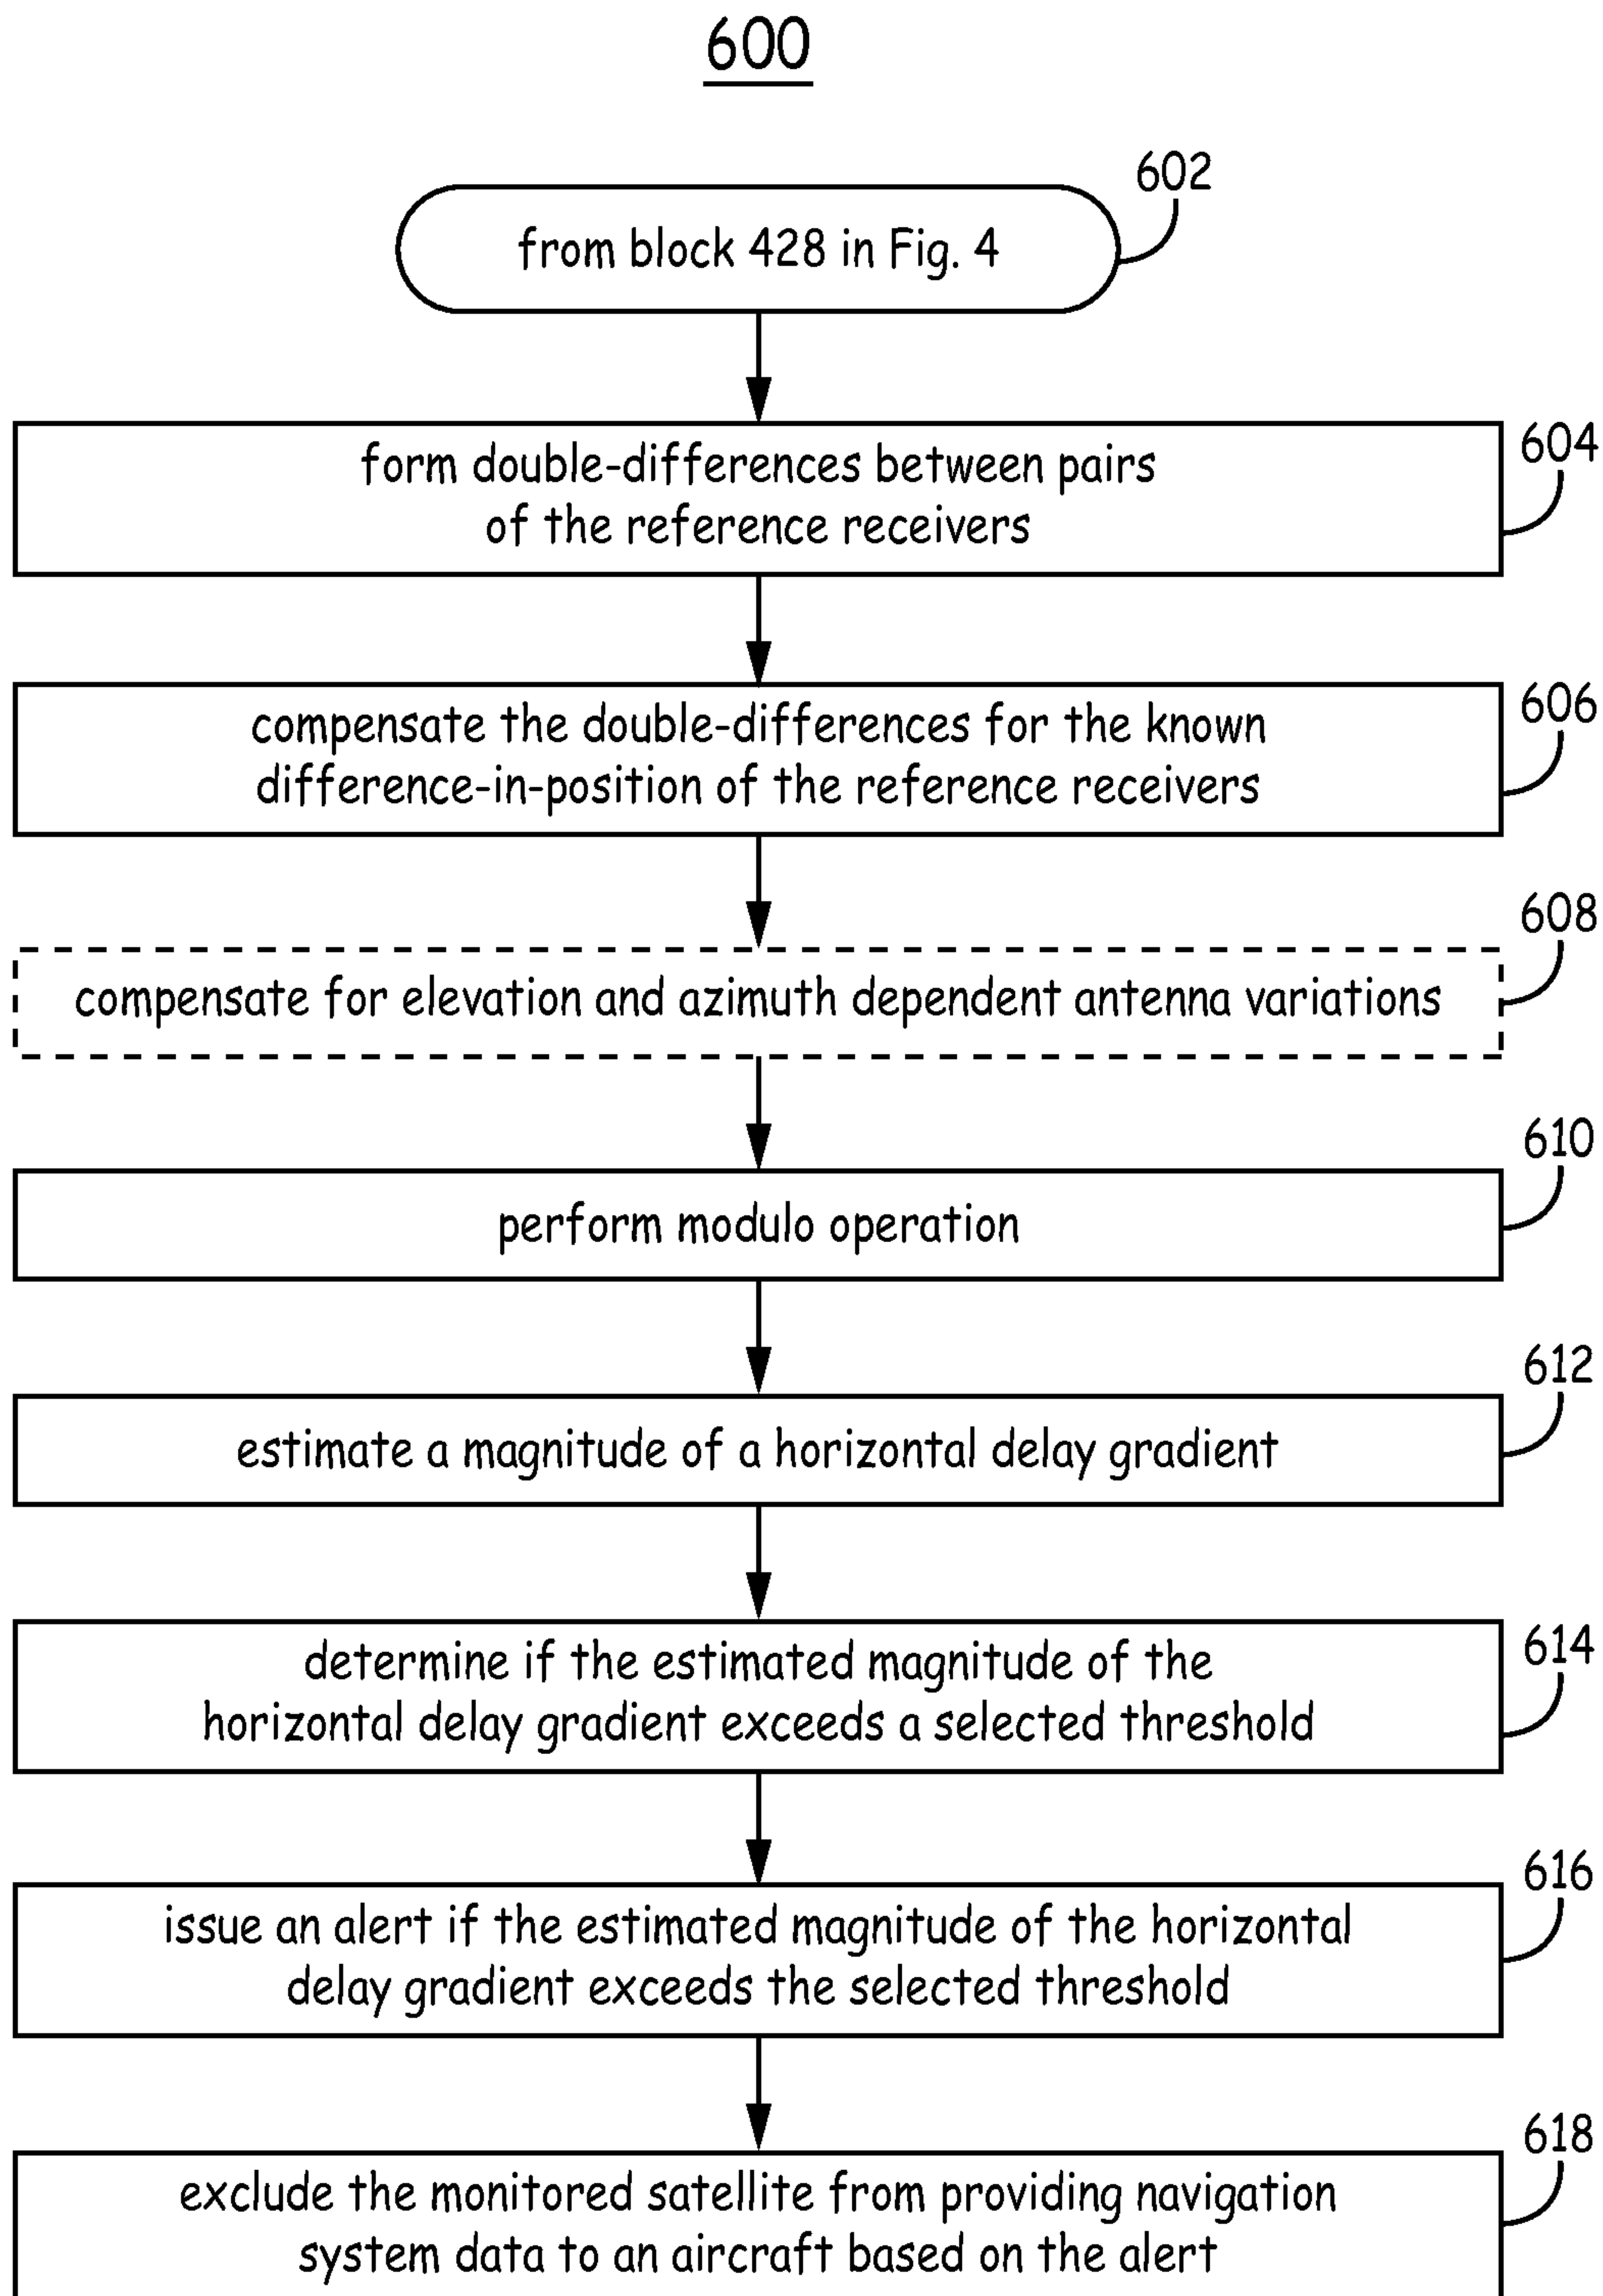 600
602
from block 428 in Fig. 4
604
form double-differences between pairs
of the reference receivers
606
compensate the double-differences for the known
difference-in-position of the reference receivers
608
compensate for elevation and azimuth dependent antenna variations
610
perform modulo operation
612
estimate a magnitude of a horizontal delay gradient
614
determine if the estimated magnitude of the
horizontal delay gradient exceeds a selected threshold
616
issue an alert if the estimated magnitude of the horizontal
delay gradient exceeds the selected threshold
618
exclude the monitored satellite from providing navigation
system data to an aircraft based on the alert